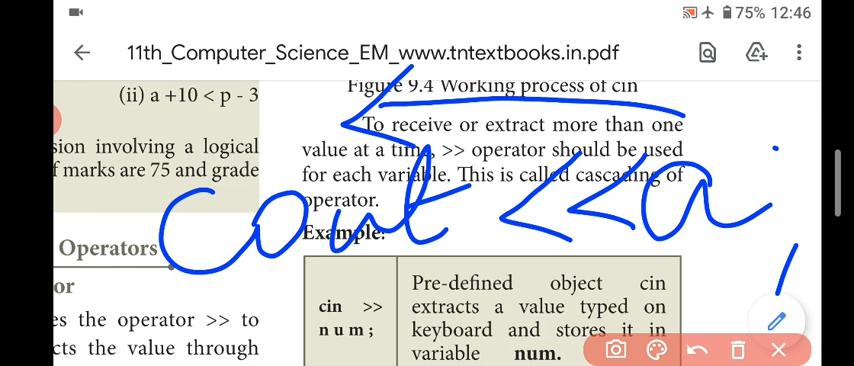 75% 12:46
11th_Computer_Science_EM_www.tntextbooks.in.pdf
(ii) a +10 < p - 3
sion involving a logical
f marks are 75 and grade
Operators
or
es the operator >> to
cts the value through
Figure 9.4 Working process of cin
To receive or extract more than one
value at a time, >> operator should be used
for each variable. This is called cascading of
operator.
Example:
cin >>
num;
Pre-defined object cin
extracts a value typed on
keyboard and stores it in
variable num.
Cout <<a;